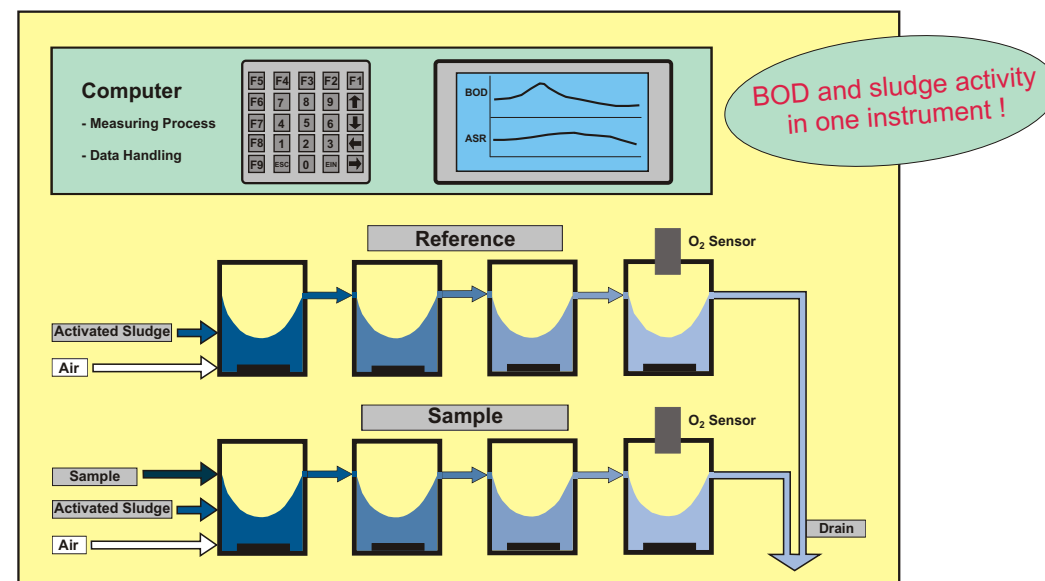 BOD and sludge activity
in one instrument !
Computer
- Measuring Process
- Data Handling
F5 F4 F3 F2 F1
F6 7 8 9
F7 4 5 6
F8 1 2 3
F9 ESC 0 EIN
BOD
ASR
Reference
O₂ Sensor
Activated Sludge
Air
Sample
O₂ Sensor
Sample
Activated Sludge
Air
Drain